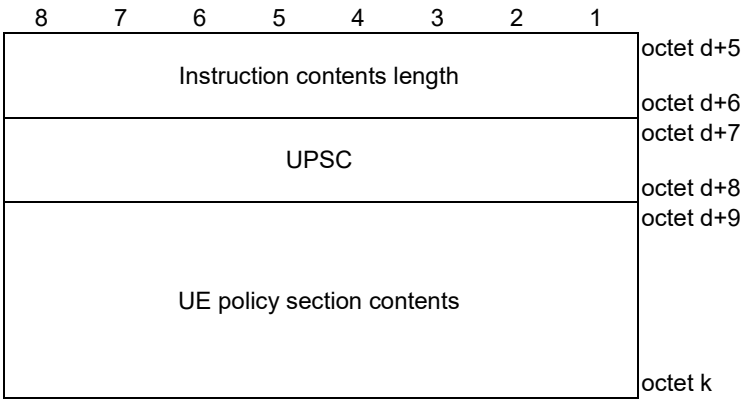 8 7 6 5 4 3 2 1
octet d+5
Instruction contents length
octet d+6
octet d+7
UPSC
octet d+8
octet d+9
UE policy section contents
octet k